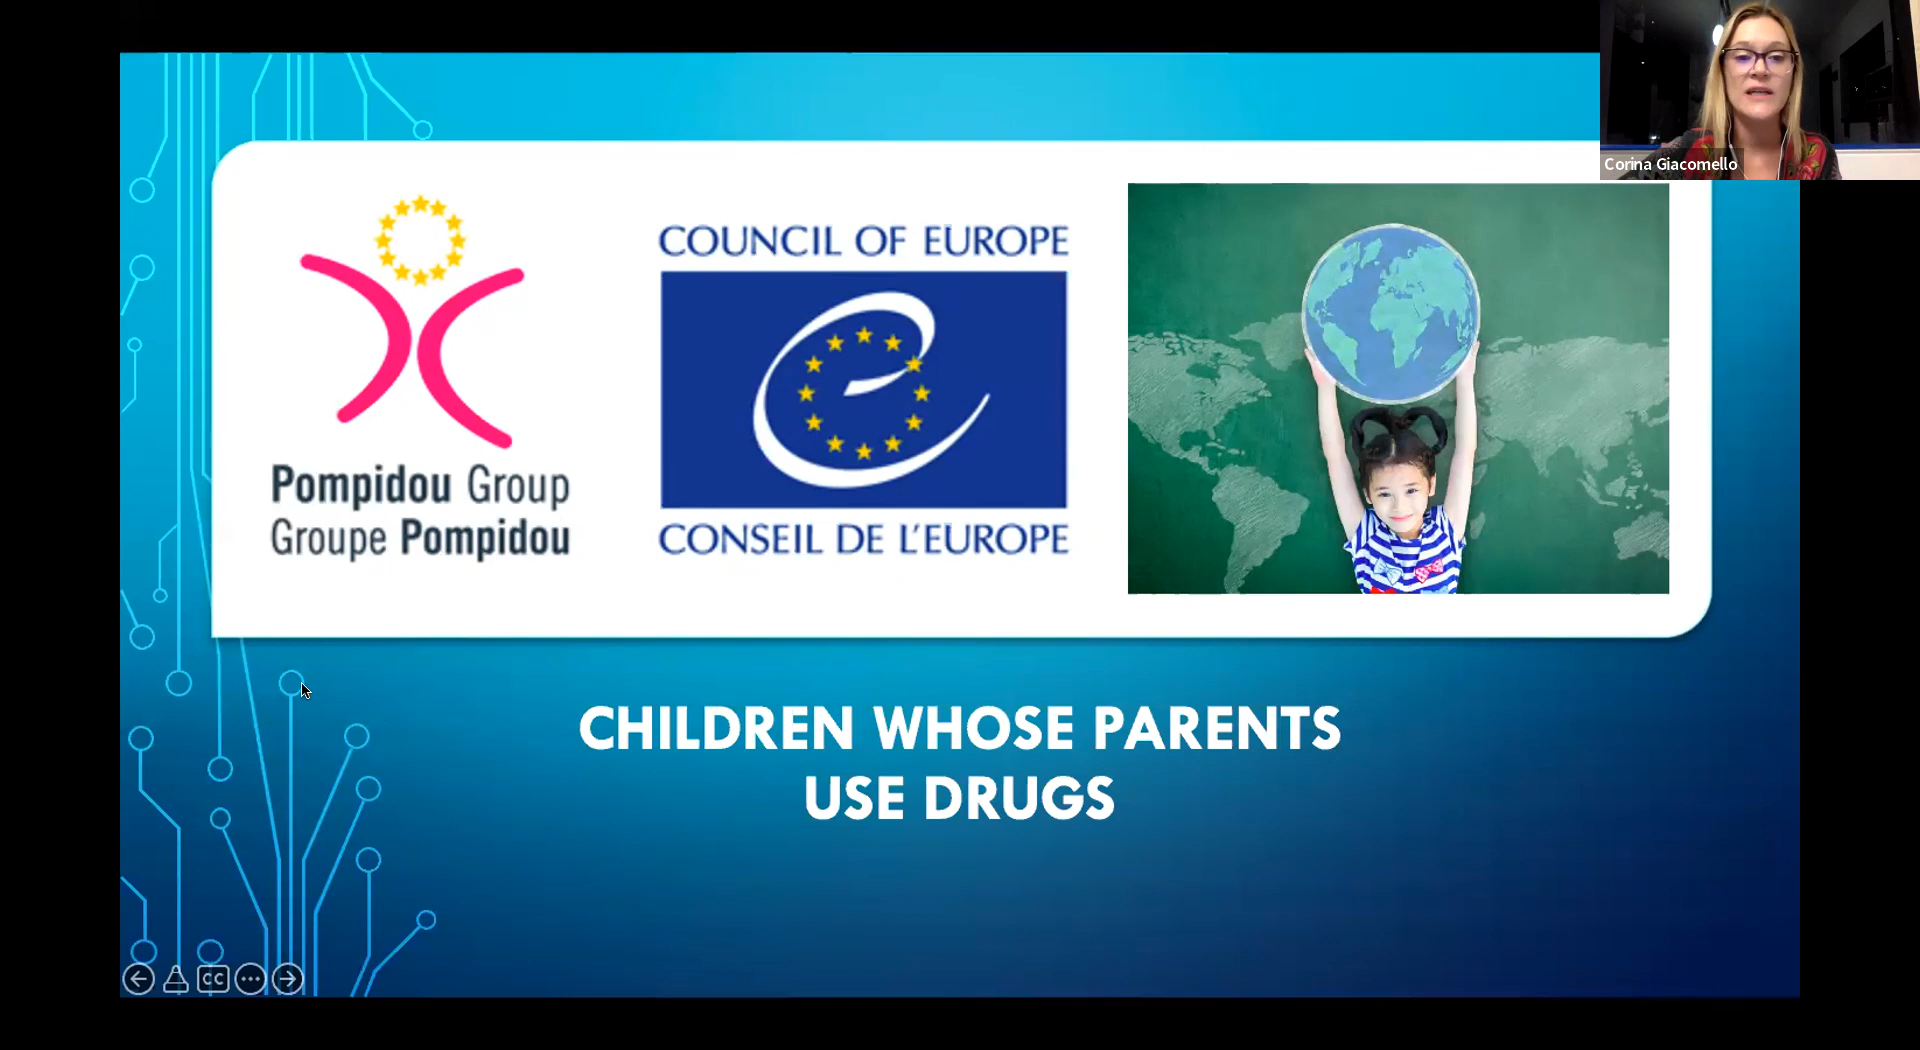 Corina Giacomello
Pompidou Group
Groupe Pompidou
COUNCIL OF EUROPE
CONSEIL DE L'EUROPE
CHILDREN WHOSE PARENTS
USE DRUGS
CC